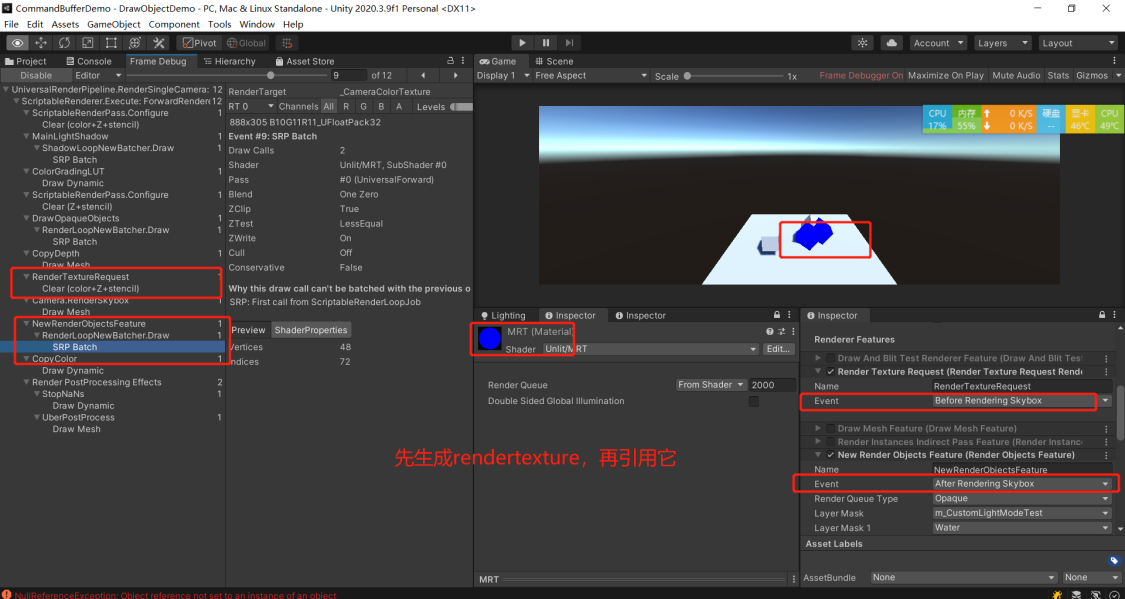 CommandBufferDemo - DrawObjectDemo - PC, Mac & Linux Standalone - Unity 2020.3.9f1 Personal <DX11>
File Edit Assets GameObject Component Tools Window Help
Pivot Global Account Layers Layout
Project Console Frame Debug Hierarchy Asset Store
Disable Editor 9 of 12
UniversalRenderPipeline.RenderSingleCamera: 12
ScriptableRenderer.Execute: ForwardRenderer 12
ScriptableRenderPass.Configure 1
Clear (color+Z+stencil)
MainLightShadow 1
ShadowLoopNewBatcher.Draw 1
SRP Batch
ColorGradingLUT 1
Draw Dynamic
ScriptableRenderPass.Configure 1
Clear (Z+stencil)
DrawOpaqueObjects 1
RenderLoopNewBatcher.Draw 1
SRP Batch
CopyDepth 1
Draw Mesh
RenderTextureRequest
Clear (color+Z+stencil)
Camera.RenderSkybox 1
Draw Mesh
NewRenderObjectsFeature 1
RenderLoopNewBatcher.Draw 1
SRP Batch
CopyColor 1
Draw Dynamic
Render PostProcessing Effects 2
StopNaNs 1
Draw Dynamic
UberPostProcess 1
Draw Mesh
RenderTarget _CameraColorTexture
RT 0 Channels All R G B A Levels
888x305 B10G11R11_UFloatPack32
Event #9: SRP Batch
Draw Calls 2
Shader Unlit/MRT, SubShader #0
Pass #0 (UniversalForward)
Blend One Zero
ZClip True
ZTest LessEqual
ZWrite On
Cull Off
Conservative False
Why this draw call can't be batched with the previous o
SRP: First call from ScriptableRenderLoopJob
Preview ShaderProperties
Vertices 48
Indices 72
Game Scene
Display 1 Free Aspect Scale 1x Frame Debugger On Maximize On Play Mute Audio Stats Gizmos
CPU 内存 0 K/S 硬盘 显卡 CPU
17% 55% 0 K/S -- 46℃ 49℃
Lighting Inspector Inspector
MRT (Material)
Shader Unlit/MRT Edit...
Render Queue From Shader 2000
Double Sided Global Illumination
先生成rendertexture，再引用它
MRT
Inspector
Renderer Features
Draw And Blit Test Renderer Feature (Draw And Blit Test
Render Texture Request (Render Texture Request Rende
Name RenderTextureRequest
Event Before Rendering Skybox
Draw Mesh Feature (Draw Mesh Feature)
Render Instances Indirect Pass Feature (Render Instanc
New Render Objects Feature (Render Objects Feature)
Name NewRenderObjectsFeature
Event After Rendering Skybox
Render Queue Type Opaque
Layer Mask m_CustomLightModeTest
Layer Mask 1 Water
Asset Labels
AssetBundle None None
NullReferenceException: Object reference not set to an instance of an object